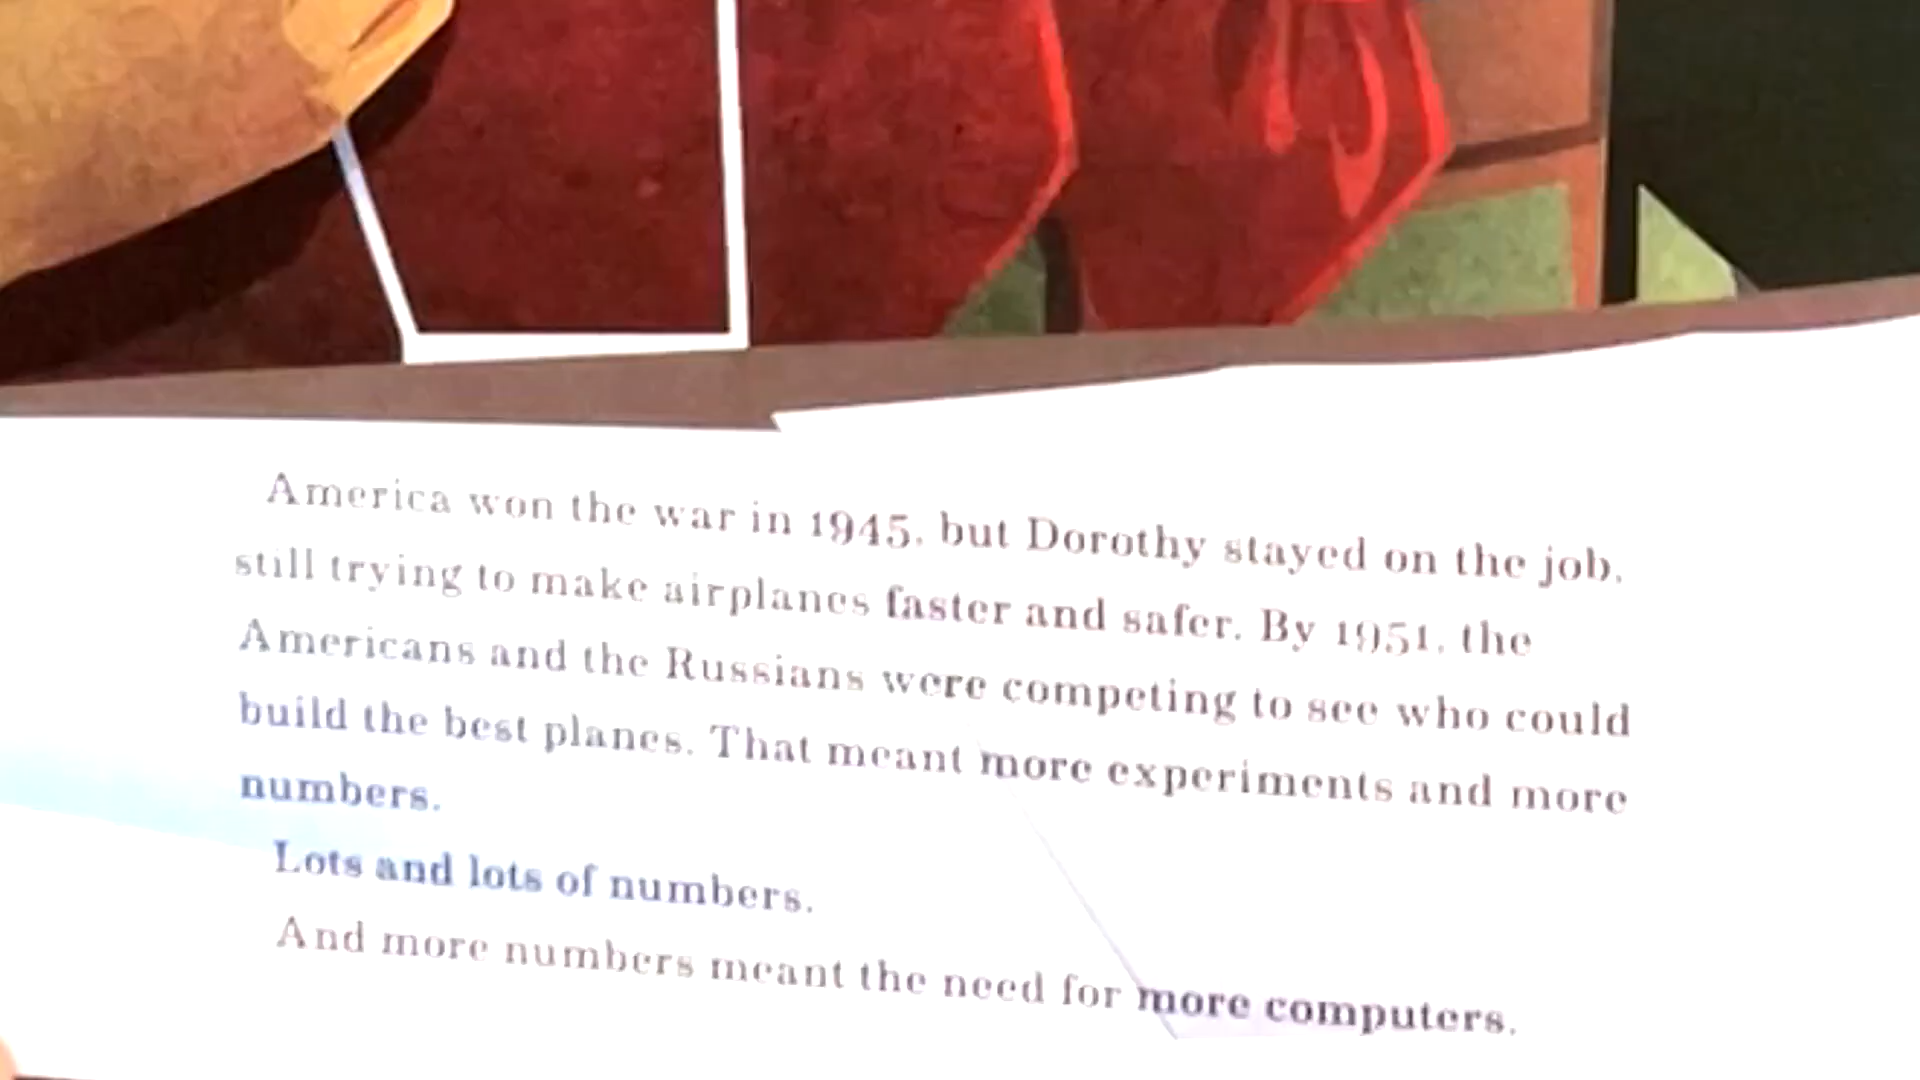 America won the war in 1945, but Dorothy stayed on the job,
still trying to make airplanes faster and safer. By 1951, the
Americans and the Russians were competing to see who could
build the best planes. That meant more experiments and more
numbers.
Lots and lots of numbers.
And more numbers meant the need for more computers.